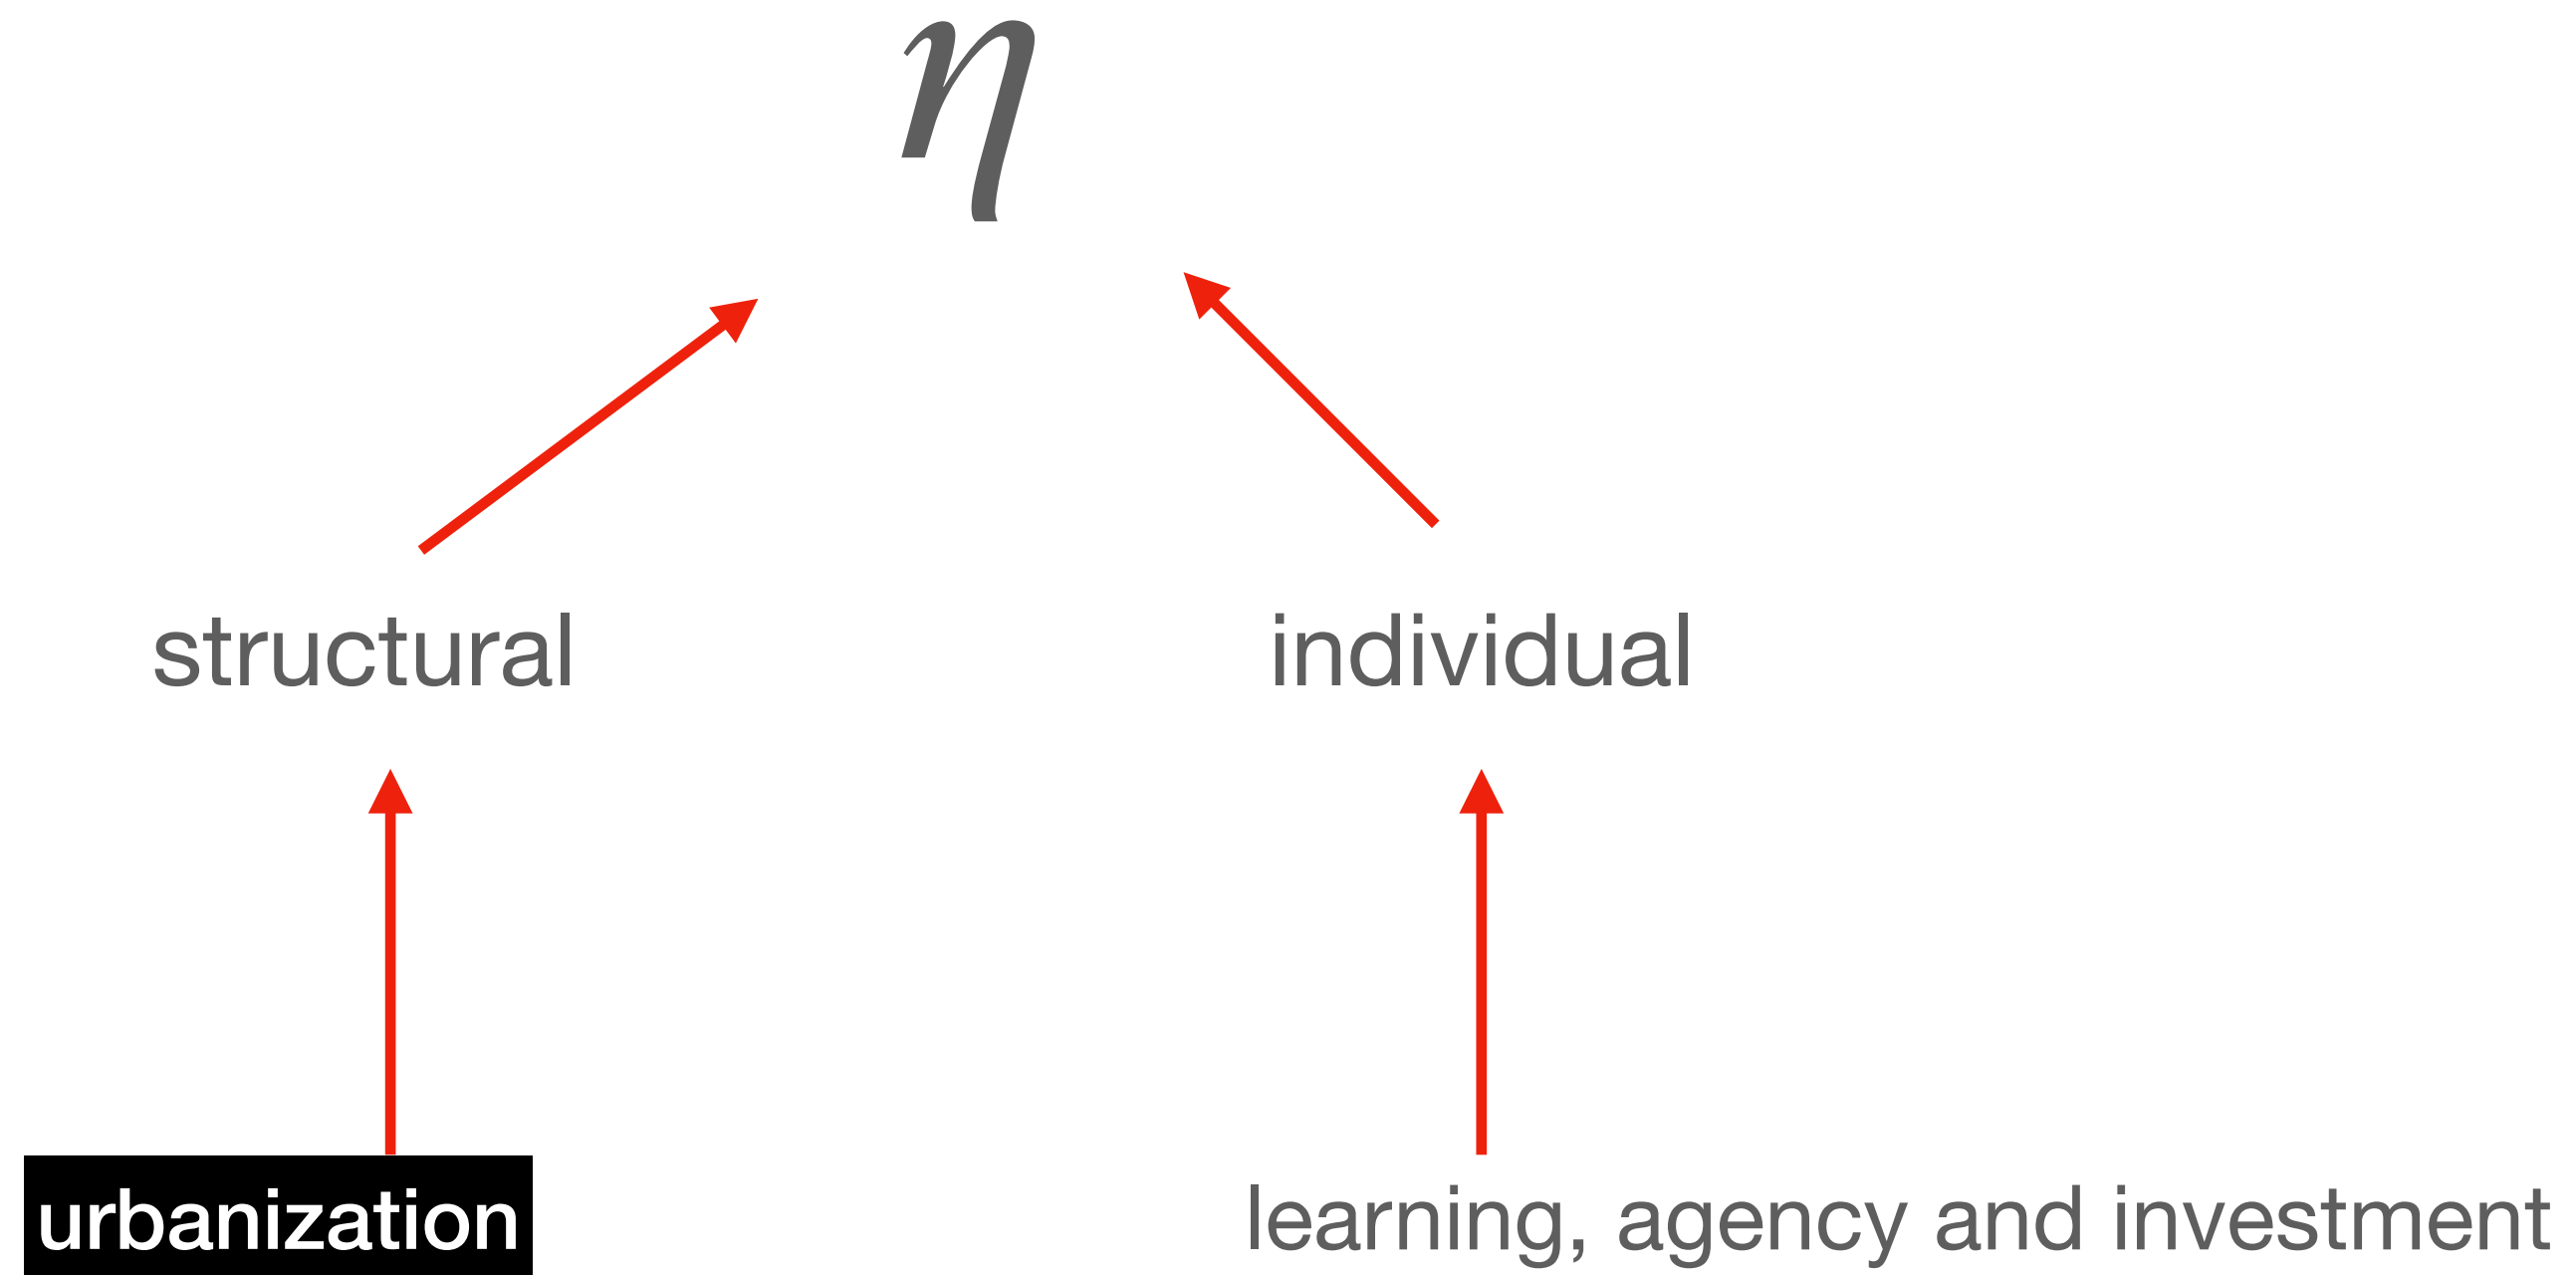 η
structural
individual
urbanization
learning, agency and investment